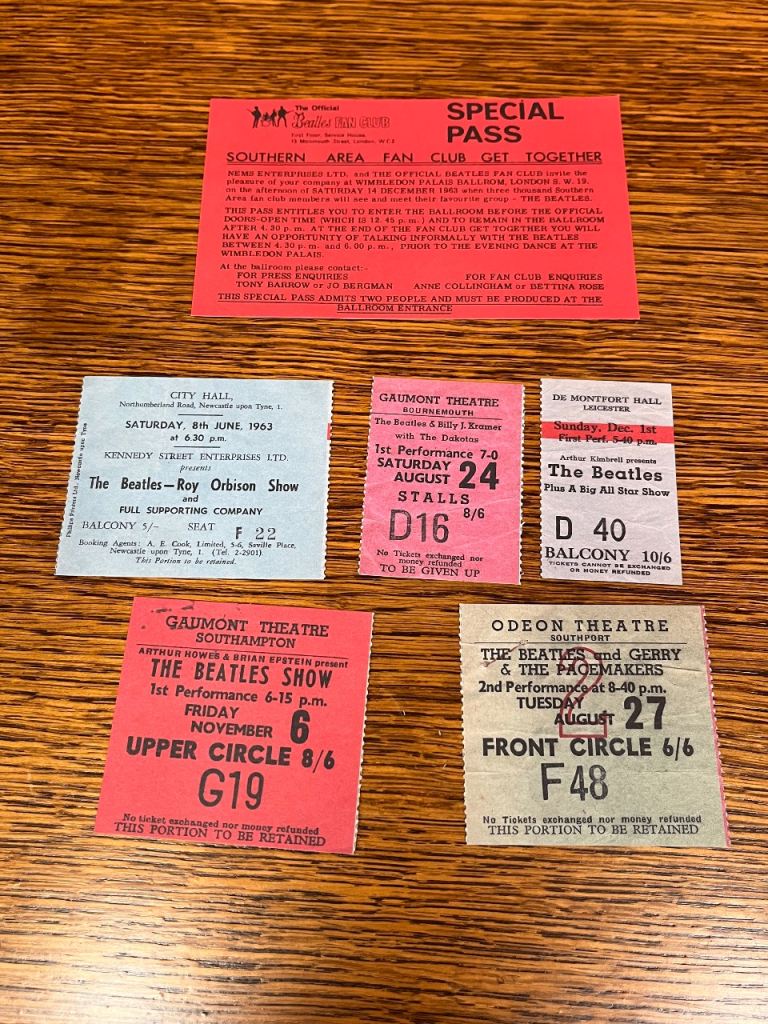 The Official
Beatles FAN CLUB
First Floor, Service House,
13 Monmouth Street, London, W.C.2
SPECIAL
PASS
SOUTHERN AREA FAN CLUB GET TOGETHER
NEMS ENTERPRISES LTD. and THE OFFICIAL BEATLES FAN CLUB invite the
pleasure of your company at WIMBLEDON PALAIS BALLROM, LONDON S.W. 19.
on the afternoon of SATURDAY 14 DECEMBER 1963 when three thousand Southern
Area fan club members will see and meet their favourite group - THE BEATLES.
THIS PASS ENTITLES YOU TO ENTER THE BALLROOM BEFORE THE OFFICIAL
DOORS-OPEN TIME (WHICH IS 12.45 p.m.) AND TO REMAIN IN THE BALLROOM
AFTER 4.30 p.m. AT THE END OF THE FAN CLUB GET TOGETHER YOU WILL
HAVE AN OPPORTUNITY OF TALKING INFORMALLY WITH THE BEATLES
BETWEEN 4.30 p.m. and 6.00 p.m., PRIOR TO THE EVENING DANCE AT THE
WIMBLEDON PALAIS.
At the ballroom please contact:-
FOR PRESS ENQUIRIES
TONY BARROW or JO BERGMAN
FOR FAN CLUB ENQUIRIES
ANNE COLLINGHAM or BETTINA ROSE
THIS SPECIAL PASS ADMITS TWO PEOPLE AND MUST BE PRODUCED AT THE
BALLROOM ENTRANCE
Philipson Printers Ltd, Newcastle upon Tyne
CITY HALL,
Northumberland Road, Newcastle upon Tyne, 1.
SATURDAY, 8th JUNE, 1963
at 6.30 p.m.
KENNEDY STREET ENTERPRISES LTD.
presents
The Beatles—Roy Orbison Show
and
FULL SUPPORTING COMPANY
BALCONY 5/- SEAT F 22
Booking Agents: A. E. Cook, Limited, 5-6, Saville Place,
Newcastle upon Tyne, 1. (Tel. 2-2901)
This Portion to be retained.
GAUMONT THEATRE
BOURNEMOUTH
The Beatles & Billy J. Kramer
with The Dakotas
1st Performance 7-0
SATURDAY
AUGUST 24
STALLS
8/6
D16
No Tickets exchanged nor
money refunded
TO BE GIVEN UP
DE MONTFORT HALL
LEICESTER
Sunday, Dec. 1st
First Perf. 5-40 p.m.
Arthur Kimbrell presents
The Beatles
Plus A Big All Star Show
D 40
BALCONY 10/6
TICKETS CANNOT BE EXCHANGED
OR MONEY REFUNDED
GAUMONT THEATRE
SOUTHAMPTON
ARTHUR HOWES & BRIAN EPSTEIN present
THE BEATLES SHOW
1st Performance 6-15 p.m.
FRIDAY
NOVEMBER 6
UPPER CIRCLE 8/6
G19
No ticket exchanged nor money refunded
THIS PORTION TO BE RETAINED
ODEON THEATRE
SOUTHPORT
THE BEATLES and GERRY
& THE PACEMAKERS
2nd Performance at 8-40 p.m.
TUESDAY
AUGUST 27
2
FRONT CIRCLE 6/6
F48
No Tickets exchanged nor money refunded
THIS PORTION TO BE RETAINED